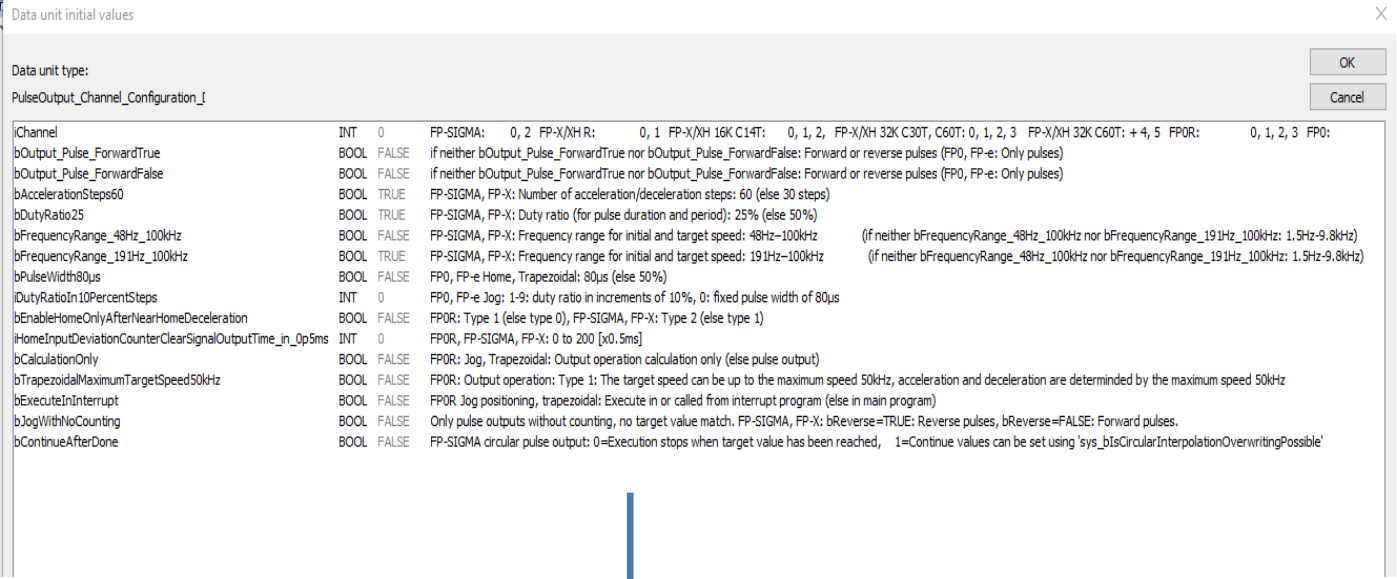 Data unit initial values
OK
Data unit type:
PulseOutput_Channel_Configuration_[
Cancel
iChannel INT 0 FP-SIGMA: 0, 2 FP-X/XH R: 0, 1 FP-X/XH 16K C14T: 0, 1, 2, FP-X/XH 32K C30T, C60T: 0, 1, 2, 3 FP-X/XH 32K C60T: + 4, 5 FP0R: 0, 1, 2, 3 FP0:
bOutput_Pulse_ForwardTrue BOOL FALSE if neither bOutput_Pulse_ForwardTrue nor bOutput_Pulse_ForwardFalse: Forward or reverse pulses (FP0, FP-e: Only pulses)
bOutput_Pulse_ForwardFalse BOOL FALSE if neither bOutput_Pulse_ForwardTrue nor bOutput_Pulse_ForwardFalse: Forward or reverse pulses (FP0, FP-e: Only pulses)
bAccelerationSteps60 BOOL TRUE FP-SIGMA, FP-X: Number of acceleration/deceleration steps: 60 (else 30 steps)
bDutyRatio25 BOOL TRUE FP-SIGMA, FP-X: Duty ratio (for pulse duration and period): 25% (else 50%)
bFrequencyRange_48Hz_100kHz BOOL FALSE FP-SIGMA, FP-X: Frequency range for initial and target speed: 48Hz–100kHz (if neither bFrequencyRange_48Hz_100kHz nor bFrequencyRange_191Hz_100kHz: 1.5Hz-9.8kHz)
bFrequencyRange_191Hz_100kHz BOOL TRUE FP-SIGMA, FP-X: Frequency range for initial and target speed: 191Hz–100kHz (if neither bFrequencyRange_48Hz_100kHz nor bFrequencyRange_191Hz_100kHz: 1.5Hz-9.8kHz)
bPulseWidth80µs BOOL FALSE FP0, FP-e Home, Trapezoidal: 80µs (else 50%)
iDutyRatioIn10PercentSteps INT 0 FP0, FP-e Jog: 1-9: duty ratio in increments of 10%, 0: fixed pulse width of 80µs
bEnableHomeOnlyAfterNearHomeDeceleration BOOL FALSE FP0R: Type 1 (else type 0), FP-SIGMA, FP-X: Type 2 (else type 1)
iHomeInputDeviationCounterClearSignalOutputTime_in_0p5ms INT 0 FP0R, FP-SIGMA, FP-X: 0 to 200 [x0.5ms]
bCalculationOnly BOOL FALSE FP0R: Jog, Trapezoidal: Output operation calculation only (else pulse output)
bTrapezoidalMaximumTargetSpeed50kHz BOOL FALSE FP0R: Output operation: Type 1: The target speed can be up to the maximum speed 50kHz, acceleration and deceleration are determinded by the maximum speed 50kHz
bExecuteInInterrupt BOOL FALSE FP0R Jog positioning, trapezoidal: Execute in or called from interrupt program (else in main program)
bJogWithNoCounting BOOL FALSE Only pulse outputs without counting, no target value match. FP-SIGMA, FP-X: bReverse=TRUE: Reverse pulses, bReverse=FALSE: Forward pulses.
bContinueAfterDone BOOL FALSE FP-SIGMA circular pulse output: 0=Execution stops when target value has been reached, 1=Continue values can be set using 'sys_bIsCircularInterpolationOverwritingPossible'